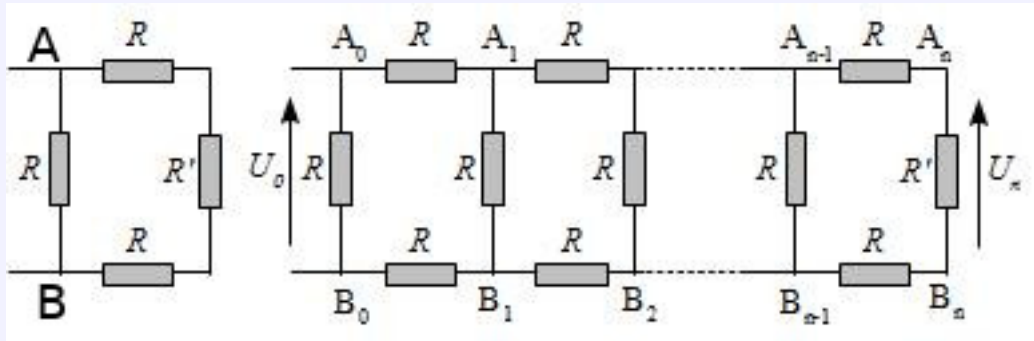 A R A₀ R A₁ R Aₙ₋₁ R Aₙ
R R' U₀ R R R R R' Uₙ
R R R R
B B₀ B₁ B₂ Bₙ₋₁ Bₙ